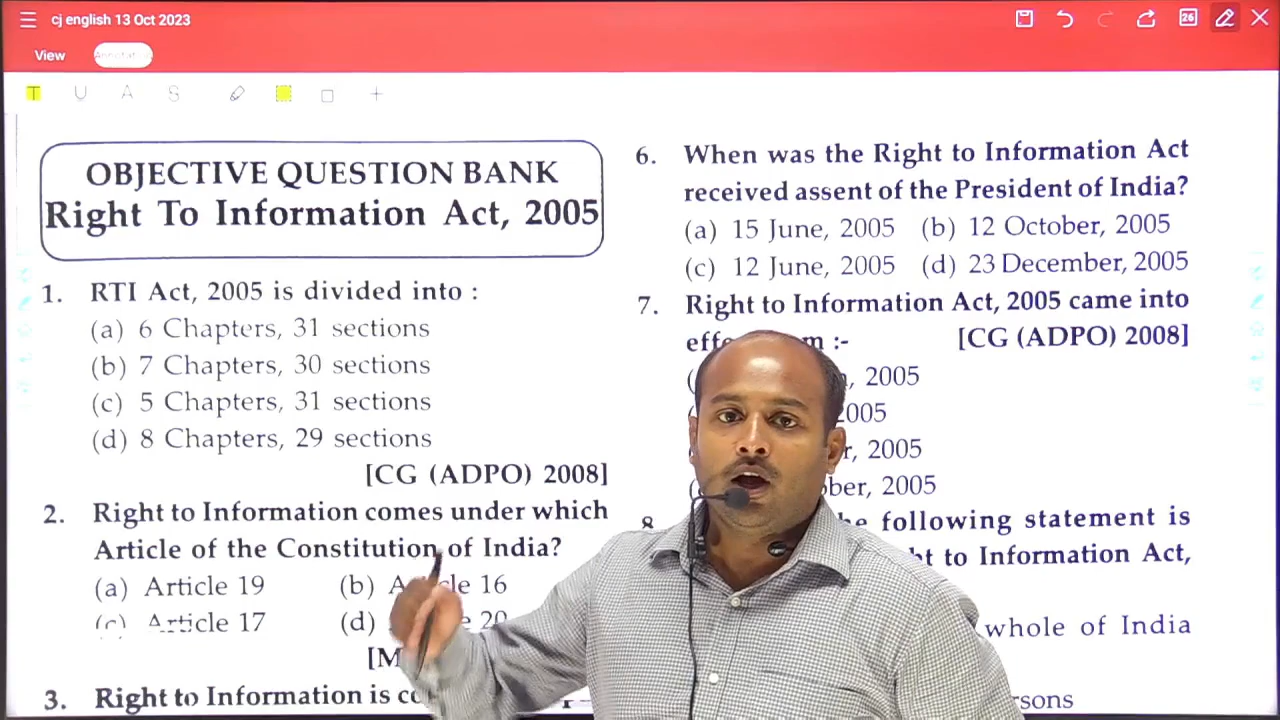 cj english 13 Oct 2023
26
View
T U A S
OBJECTIVE QUESTION BANK
Right To Information Act, 2005
1. RTI Act, 2005 is divided into :
(a) 6 Chapters, 31 sections
(b) 7 Chapters, 30 sections
(c) 5 Chapters, 31 sections
(d) 8 Chapters, 29 sections
[CG (ADPO) 2008]
2. Right to Information comes under which
Article of the Constitution of India?
(a) Article 19 (b) 16
(c) Article 17 (d) 20
3. Right to Information is
6. When was the Right to Information Act
received assent of the President of India?
(a) 15 June, 2005 (b) 12 October, 2005
(c) 12 June, 2005 (d) 23 December, 2005
7. Right to Information Act, 2005 came into
:- [CG (ADPO) 2008]
, 2005
2005
, 2005
, 2005
8 following statement is
to Information Act,
whole of India